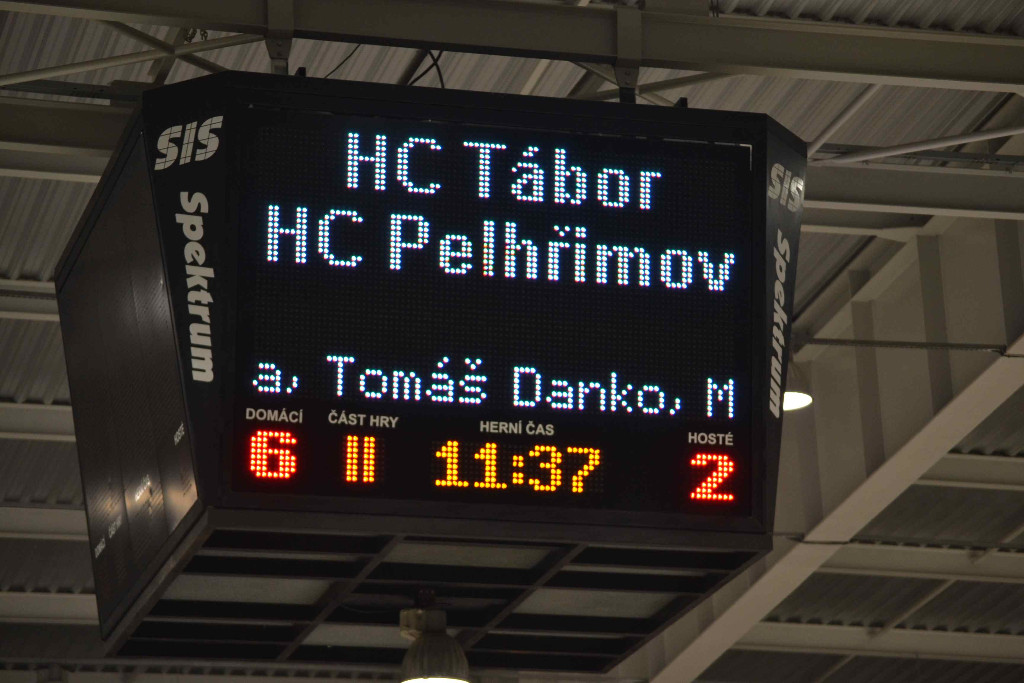 SIS
Spektrum
HC Tábor
HC Pelhřimov
a, Tomáš Danko, M
DOMÁCÍ ČÁST HRY HERNÍ ČAS HOSTÉ
6 II 11:37 2
SIS
Spektrum